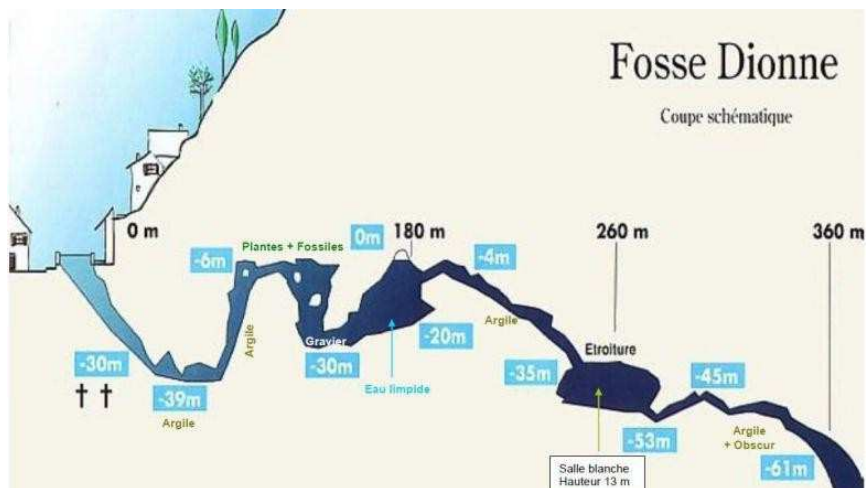 Fosse Dionne
Coupe schématique
0 m
180 m
260 m
360 m
Plantes + Fossiles
0m
-6m
-4m
Argile
Argile
Gravier
-20m
-30m
-30m
Eau limpide
Etroiture
-35m
-45m
-39m
Argile
-53m
Argile
+ Obscur
-61m
Salle blanche
Hauteur 13 m